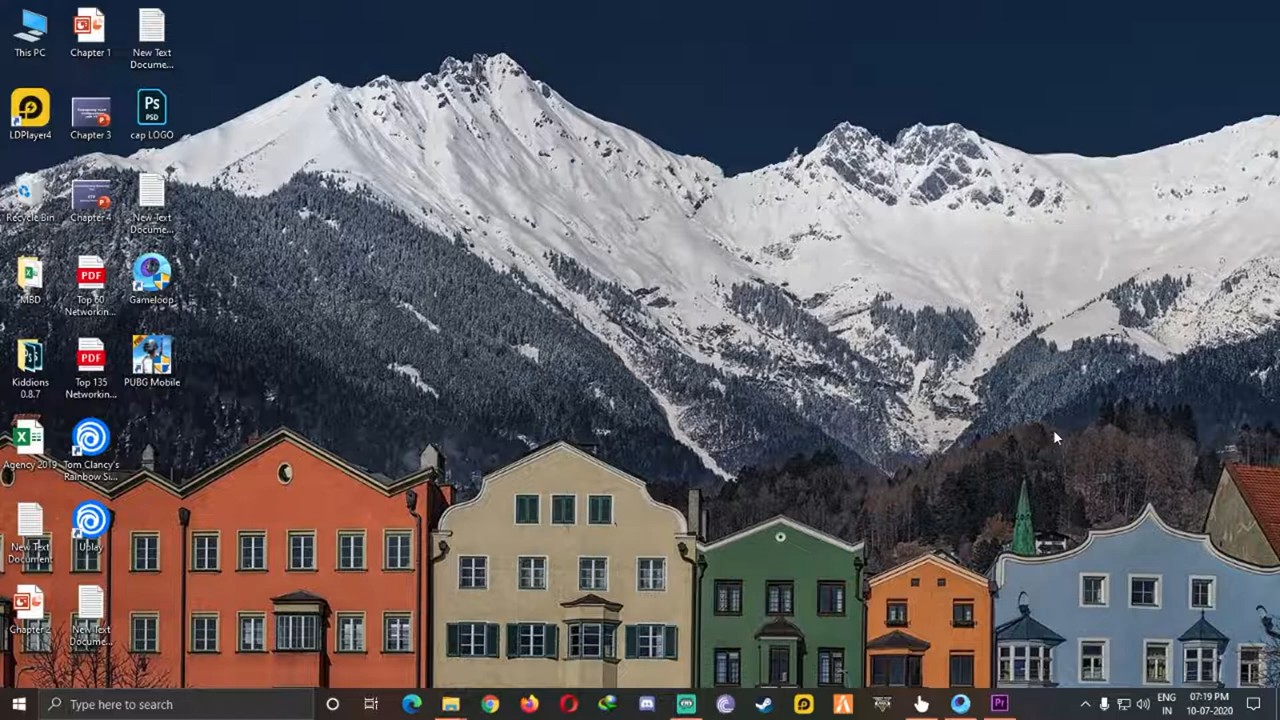 This PC
Chapter 1
New Text
Docume...
LDPlayer4
Chapter 3
Ps
PSD
cap LOGO
Recycle Bin
Chapter 4
New Text
Docume...
MBD
PDF
Top 60
Networkin...
Gameloop
Kiddions
0.8.7
PDF
Top 135
Networkin...
PUBG Mobile
Agency 2019
Tom Clancy's
Rainbow Si...
New Text
Document
Uplay
Chapter 2
New Text
Docume...
Type here to search
Pr
ENG
IN
07:19 PM
10-07-2020